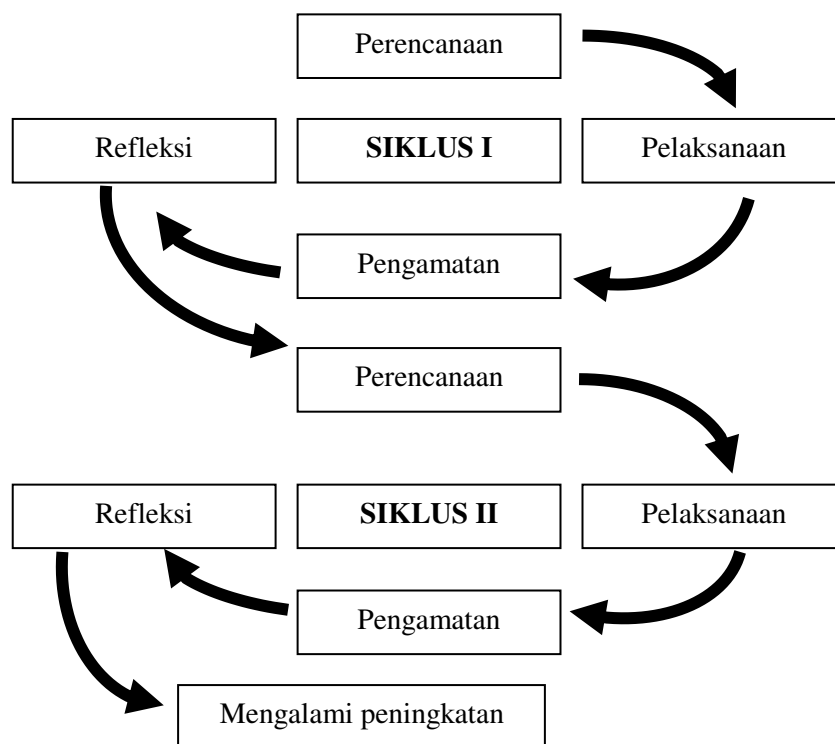 Perencanaan
Refleksi
SIKLUS I
Pelaksanaan
Pengamatan
Perencanaan
Refleksi
SIKLUS II
Pelaksanaan
Pengamatan
Mengalami peningkatan